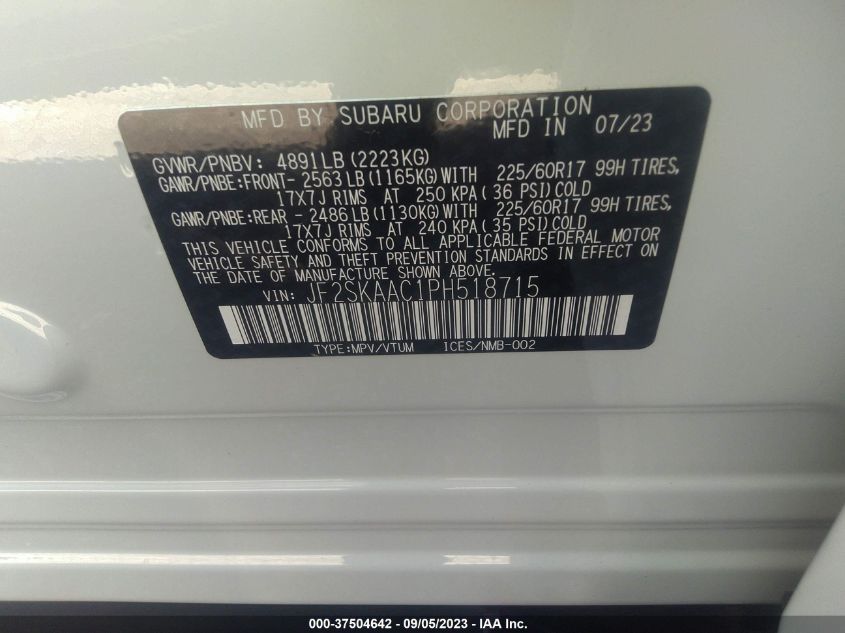 MFD BY SUBARU CORPORATION
MFD IN 07/23
GVWR/PNBV: 4891LB (2223KG)
GAWR/PNBE:FRONT- 2563 LB (1165KG) WITH 225/60R17 99H TIRES,
17X7J RIMS AT 250 KPA ( 36 PSI) COLD
GAWR/PNBE:REAR - 2486 LB (1130KG) WITH 225/60R17 99H TIRES,
17X7J RIMS AT 240 KPA ( 35 PSI) COLD
THIS VEHICLE CONFORMS TO ALL APPLICABLE FEDERAL MOTOR
VEHICLE SAFETY AND THEFT PREVENTION STANDARDS IN EFFECT ON
THE DATE OF MANUFACTURE SHOWN ABOVE.
VIN: JF2SKAAC1PH518715
TYPE:MPV/VTUM ICES/NMB-002
000-37504642 - 09/05/2023 - IAA Inc.